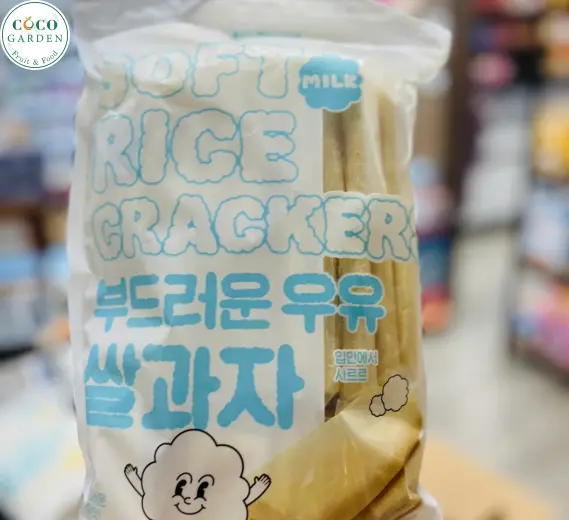 COCO
GARDEN
Fruit & Food
SOFT
MILK
RICE
CRACKERS
부드러운 우유
쌀과자
입안에서
사르르